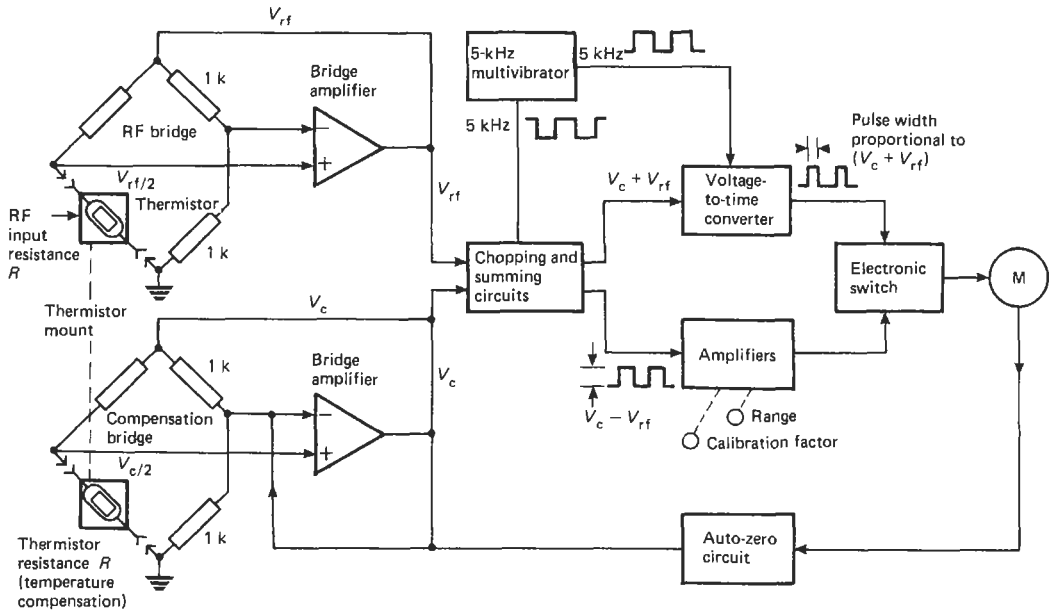 V_rf
1 k
Bridge
amplifier
RF bridge
−
+
V_rf/2
Thermistor
RF
input
resistance
R
1 k
V_rf
Thermistor
mount
5-kHz
multivibrator
5 kHz
5 kHz
Pulse width
proportional to
(V_c + V_rf)
V_c + V_rf
Voltage-
to-time
converter
Chopping and
summing
circuits
Electronic
switch
M
V_c
1 k
Bridge
amplifier
V_c
Compensation
bridge
−
+
V_c/2
1 k
Amplifiers
V_c − V_rf
Range
Calibration factor
Thermistor
resistance R
(temperature
compensation)
Auto-zero
circuit